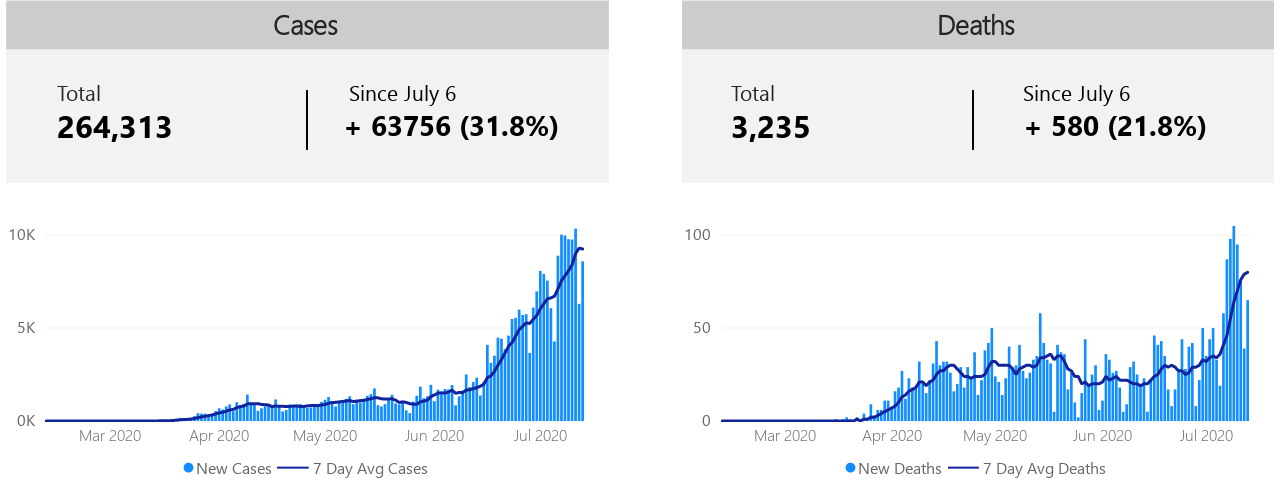 Cases
Total
264,313
Since July 6
+ 63756 (31.8%)
10K
5K
0K
Mar 2020
Apr 2020
May 2020
Jun 2020
Jul 2020
New Cases
7 Day Avg Cases
Deaths
Total
3,235
Since July 6
+ 580 (21.8%)
100
50
0
Mar 2020
Apr 2020
May 2020
Jun 2020
Jul 2020
New Deaths
7 Day Avg Deaths